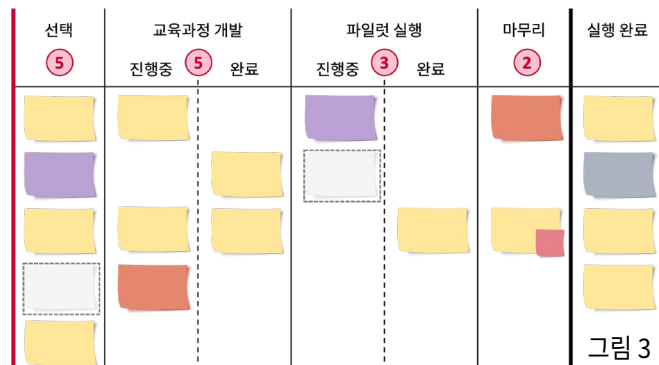 선택 교육과정 개발 파일럿 실행 마무리 실행 완료
5 진행중 5 완료 진행중 3 완료 2
그림 3